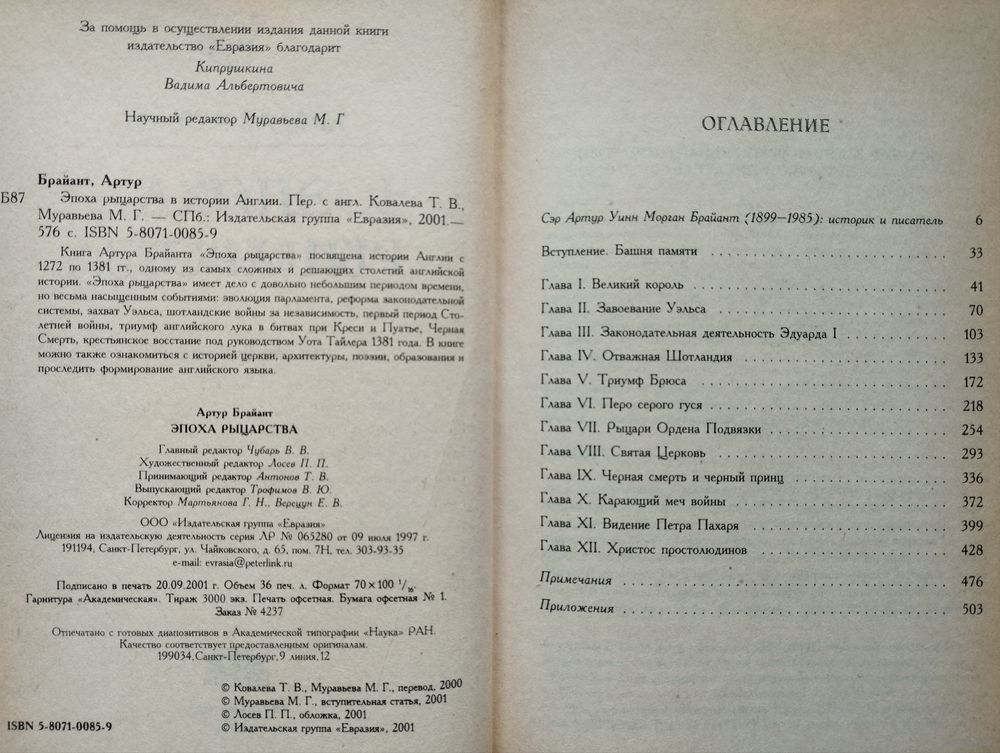 За помощь в осуществлении издания данной книги
издательство «Евразия» благодарит
Кипрушкина
Вадима Альбертовича
Научный редактор Муравьева М. Г
Брайант, Артур
Б87 Эпоха рыцарства в истории Англии. Пер. с англ. Ковалева Т. В.,
Муравьева М. Г. — СПб.: Издательская группа «Евразия», 2001.—
576 с. ISBN 5-8071-0085-9
Книга Артура Брайанта «Эпоха рыцарства» посвящена истории Англии с
1272 по 1381 гг., одному из самых сложных и решающих столетий английской
истории. «Эпоха рыцарства» имеет дело с довольно небольшим периодом времени,
но весьма насыщенным событиями: эволюция парламента, реформа законодательной
системы, захват Уэльса, шотландские войны за независимость, первый период Сто-
летней войны, триумф английского лука в битвах при Креси и Пуатье, Черная
Смерть, крестьянское восстание под руководством Уота Тайлера 1381 года. В книге
можно также ознакомиться с историей церкви, архитектуры, поэзии, образования и
проследить формирование английского языка.
Артур Брайант
ЭПОХА РЫЦАРСТВА
Главный редактор Чубарь В. В.
Художественный редактор Лосев П. П.
Принимающий редактор Антонов Т. В.
Выпускающий редактор Трофимов В. Ю.
Корректор Мартьянова Г. Н., Верецун Е. В.
ООО «Издательская группа «Евразия»
Лицензия на издательскую деятельность серия ЛР № 065280 от 09 июля 1997 г.
191194, Санкт-Петербург, ул. Чайковского, д. 65, пом. 7Н, тел. 303-93-35
e-mail: evrasia@peterlink.ru
Подписано в печать 20.09.2001 г. Объем 36 печ. л. Формат 70×100 1/16.
Гарнитура «Академическая». Тираж 3000 экз. Печать офсетная. Бумага офсетная № 1.
Заказ № 4237
Отпечатано с готовых диапозитивов в Академической типографии «Наука» РАН.
Качество соответствует предоставленным оригиналам.
199034,Санкт-Петербург,9 линия,12
© Ковалева Т. В., Муравьева М. Г., перевод, 2000
© Муравьева М. Г., вступительная статья, 2001
© Лосев П. П., обложка, 2001
ISBN 5-8071-0085-9 © Издательская группа «Евразия», 2001
ОГЛАВЛЕНИЕ
Сэр Артур Уинн Морган Брайант (1899—1985): историк и писатель 6
Вступление. Башня памяти 33
Глава I. Великий король 41
Глава II. Завоевание Уэльса 70
Глава III. Законодательная деятельность Эдуарда I 103
Глава IV. Отважная Шотландия 133
Глава V. Триумф Брюса 172
Глава VI. Перо серого гуся 218
Глава VII. Рыцари Ордена Подвязки 254
Глава VIII. Святая Церковь 293
Глава IX. Черная смерть и черный принц 336
Глава X. Карающий меч войны 372
Глава XI. Видение Петра Пахаря 399
Глава XII. Христос простолюдинов 428
Примечания 476
Приложения 503